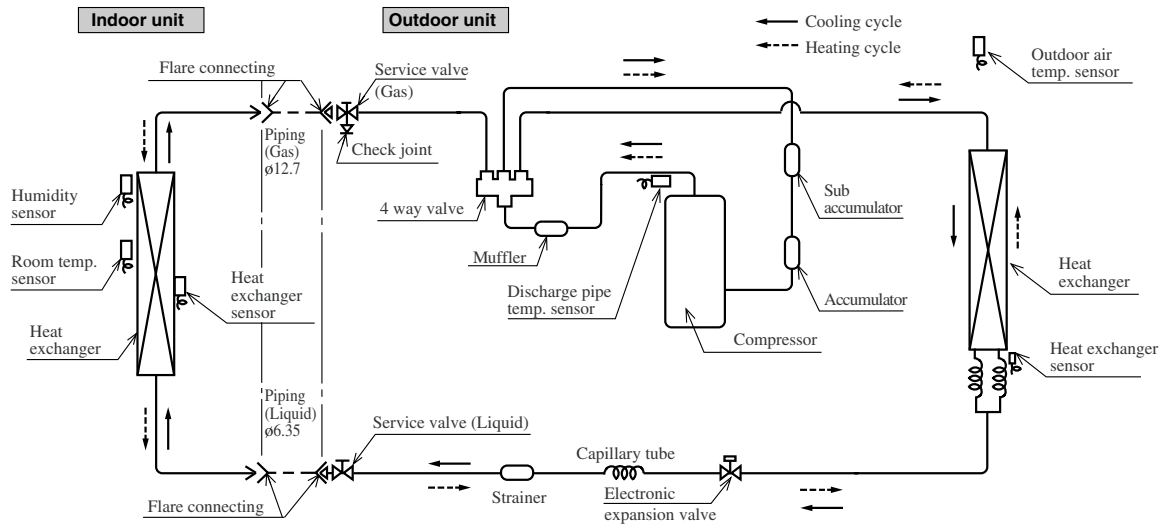 Indoor unit
Outdoor unit
Cooling cycle
Heating cycle
Outdoor air
temp. sensor
Flare connecting
Service valve
(Gas)
Piping
(Gas)
ø12.7
Check joint
Humidity
sensor
4 way valve
Sub
accumulator
Muffler
Room temp.
sensor
Heat
exchanger
sensor
Discharge pipe
temp. sensor
Accumulator
Heat
exchanger
Heat
exchanger
Compressor
Heat exchanger
sensor
Piping
(Liquid)
ø6.35
Service valve (Liquid)
Capillary tube
Strainer
Electronic
expansion valve
Flare connecting